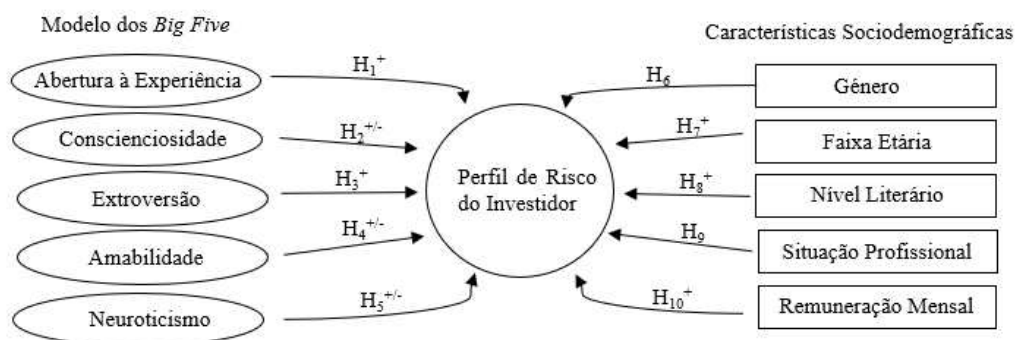 Modelo dos Big Five
Características Sociodemográficas
Abertura à Experiência
H1+
Conscienciosidade
H2+/-
Extroversão
H3+
Amabilidade
H4+/-
Neuroticismo
H5+/-
Perfil de Risco
do Investidor
H6
Género
H7+
Faixa Etária
H8+
Nível Literário
H9
Situação Profissional
H10+
Remuneração Mensal